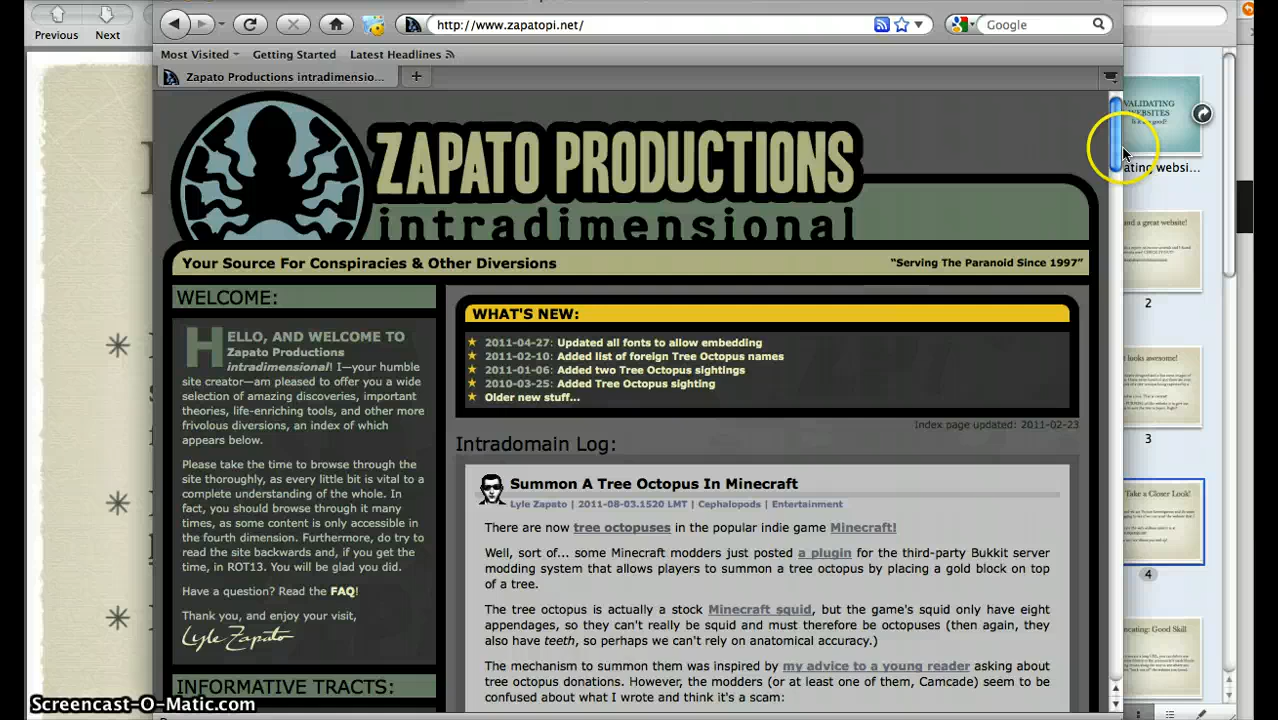 Previous
Next
http://www.zapatopi.net/
Google
Most Visited
Getting Started
Latest Headlines
Zapato Productions intradimensio...
ZAPATO PRODUCTIONS
intradimensional
Your Source For Conspiracies & Other Diversions
"Serving The Paranoid Since 1997"
WELCOME:
HELLO, AND WELCOME TO
Zapato Productions
intradimensional! I—your humble
site creator—am pleased to offer you a wide
selection of amazing discoveries, important
theories, life-enriching tools, and other more
frivolous diversions, an index of which
appears below.
Please take the time to browse through the
site thoroughly, as every little bit is vital to a
complete understanding of the whole. In
fact, you should browse through it many
times, as some content is only accessible in
the fourth dimension. Furthermore, do try to
read the site backwards and, if you get the
time, in ROT13. You will be glad you did.
Have a question? Read the FAQ!
Thank you, and enjoy your visit,
Lyle Zapato
INFORMATIVE TRACTS:
WHAT'S NEW:
2011-04-27: Updated all fonts to allow embedding
2011-02-10: Added list of foreign Tree Octopus names
2011-01-06: Added two Tree Octopus sightings
2010-03-25: Added Tree Octopus sighting
Older new stuff...
Index page updated: 2011-02-23
Intradomain Log:
Summon A Tree Octopus In Minecraft
Lyle Zapato | 2011-08-03.1520 LMT | Cephalopods | Entertainment
There are now tree octopuses in the popular indie game Minecraft!
Well, sort of... some Minecraft modders just posted a plugin for the third-party Bukkit server
modding system that allows players to summon a tree octopus by placing a gold block on top
of a tree.
The tree octopus is actually a stock Minecraft squid, but the game's squid only have eight
appendages, so they can't really be squid and must therefore be octopuses (then again, they
also have teeth, so perhaps we can't rely on anatomical accuracy.)
The mechanism to summon them was inspired by my advice to a young reader asking about
tree octopus donations. However, the modders (or at least one of them, Camcade) seem to be
confused about what I wrote and think it's a scam:
VALIDATING
WEBSITES
ating websi...
and a great website!
2
looks awesome!
3
Take a Closer Look!
4
ncating: Good Skill
Screencast-O-Matic.com